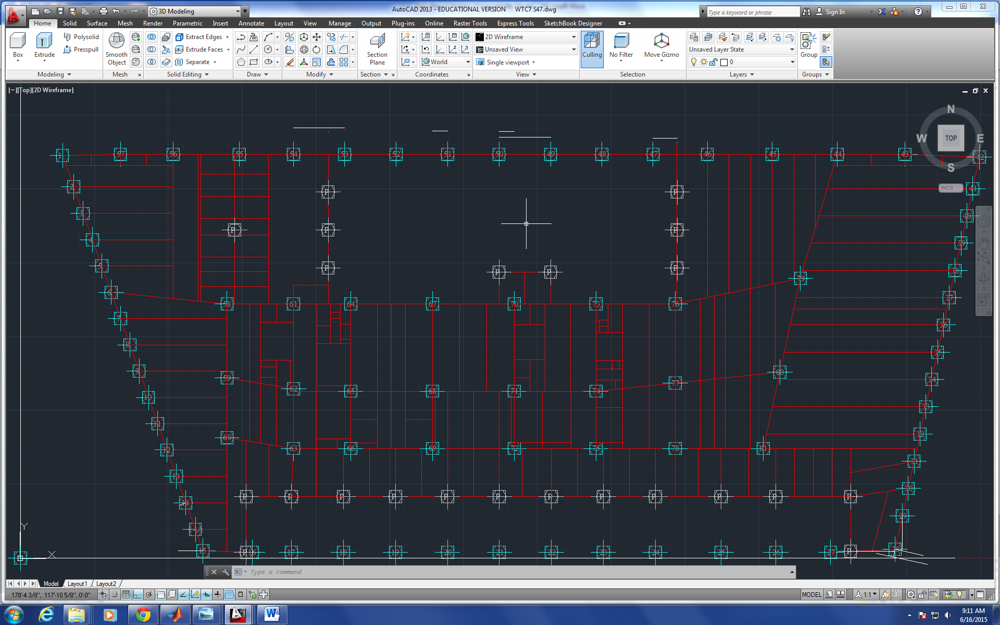 3D Modeling
AutoCAD 2013 - EDUCATIONAL VERSION WTC7 S47.dwg
Type a keyword or phrase
Sign In
Home Solid Surface Mesh Render Parametric Insert Annotate Layout View Manage Output Plug-ins Online Raster Tools Express Tools SketchBook Designer
Box
Extrude
Polysolid
Presspull
Modeling
Smooth Object
Mesh
Extract Edges
Extrude Faces
Separate
Solid Editing
Draw
Modify
Section Plane
Section
World
Coordinates
2D Wireframe
Unsaved View
Single viewport
View
Culling
No Filter
Move Gizmo
Selection
Unsaved Layer State
0
Layers
Group
Groups
[−][Top][2D Wireframe]
N
W TOP E
S
WCS
1 57 56 55 54 53 52 51 50 49 48 47 46 45 44 43 42
2 41
P P P
3 40
P P P
4 39
5 P P P P 38
79
6 37
58 61 64 67 70 73 76
7 36
8 35
9 59 62 65 68 71 74 77 80 34
10 33
11 32
60 63 66 69 72 75 78 81
12 31
13 30
P P P P P P P P P P P P
14 29
Y
15 P 16 17 18 19 20 21 22 23 24 25 26 27 P 28
X
Type a command
Model Layout1 Layout2
178'-4 3/8", 117'-10 5/8", 0'-0"
MODEL
1:1
9:11 AM
6/16/2015